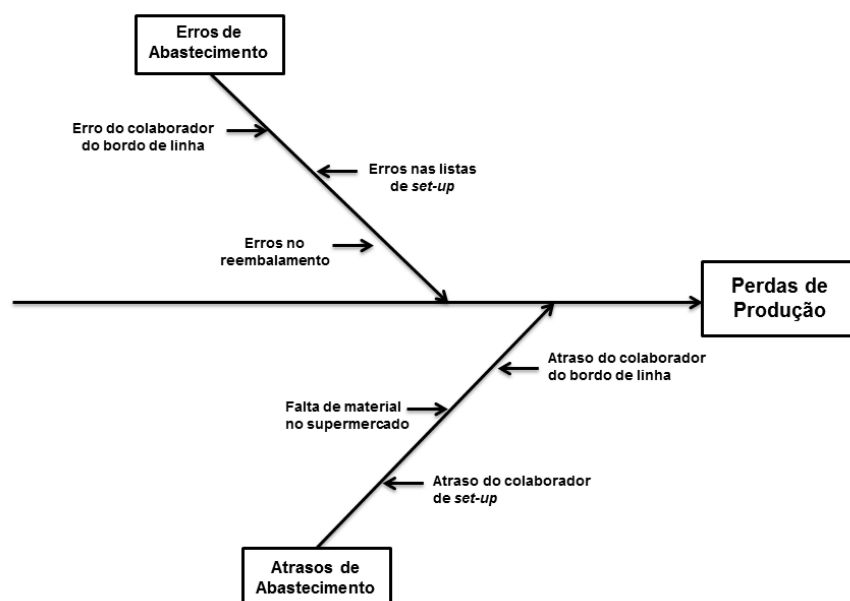 Erros de
Abastecimento
Erro do colaborador
do bordo de linha
Erros nas listas
de set-up
Erros no
reembalamento
Perdas de
Produção
Atraso do colaborador
do bordo de linha
Falta de material
no supermercado
Atraso do colaborador
de set-up
Atrasos de
Abastecimento